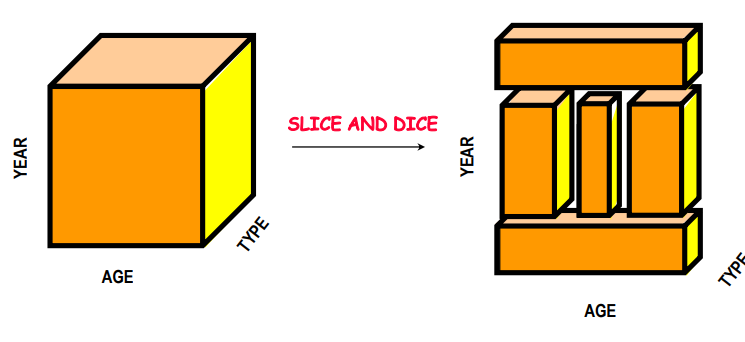 YEAR
AGE
TYPE
SLICE AND DICE
YEAR
AGE
TYPE